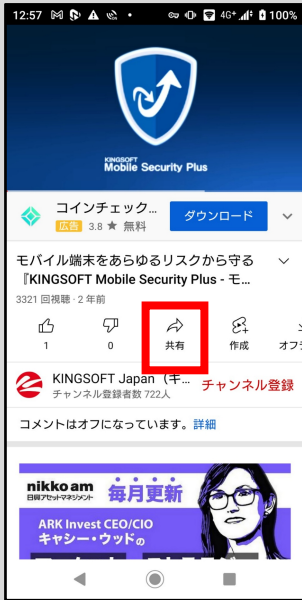 12:57
4G+ 100%
KINGSOFT
Mobile Security Plus
コインチェック...
広告 3.8 ★ 無料
ダウンロード
モバイル端末をあらゆるリスクから守る
『KINGSOFT Mobile Security Plus - モ...
3321 回視聴・2 年前
1
0
共有
作成
オフラ
KINGSOFT Japan（キ...
チャンネル登録者数 722人
チャンネル登録
コメントはオフになっています。詳細
nikko am
日興アセットマネジメント
毎月更新
ARK Invest CEO/CIO
キャシー・ウッドの